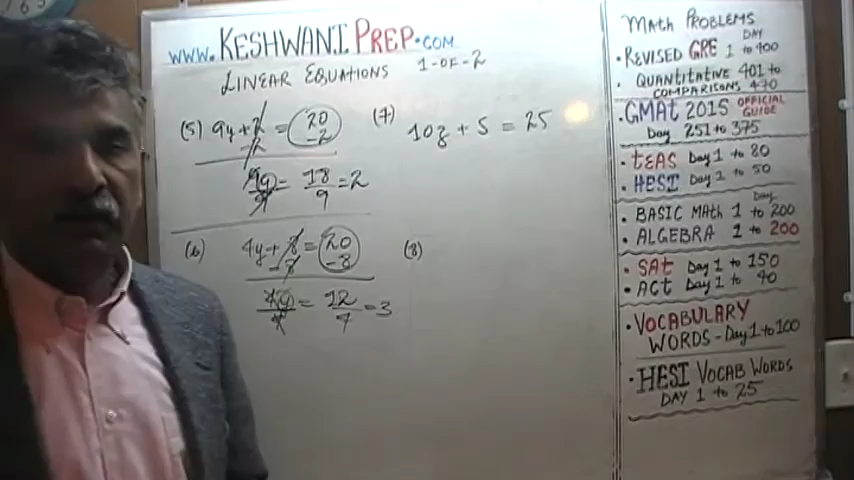 www.KESHWANI PREP.COM
LINEAR EQUATIONS 1-OF-2
(5) 9y+2 = 20
-2 -2
9y/9 = 18/9 = 2
(6) 4y+8 = 20
-8 -8
4y/4 = 12/4 = 3
(7) 10z + 5 = 25
(8)
MATH PROBLEMS
DAY
• REVISED GRE 1 to 400
• QUANTITATIVE 401 to
COMPARISONS 470
• GMAT 2015 OFFICIAL GUIDE
Day 251 to 375
• TEAS Day 1 to 80
• HESI Day 1 to 50
Day
• BASIC MATH 1 to 200
• ALGEBRA 1 to 200
• SAT Day 1 to 150
• ACT Day 1 to 40
• VOCABULARY
WORDS - Day 1 to 100
• HESI VOCAB WORDS
DAY 1 to 25